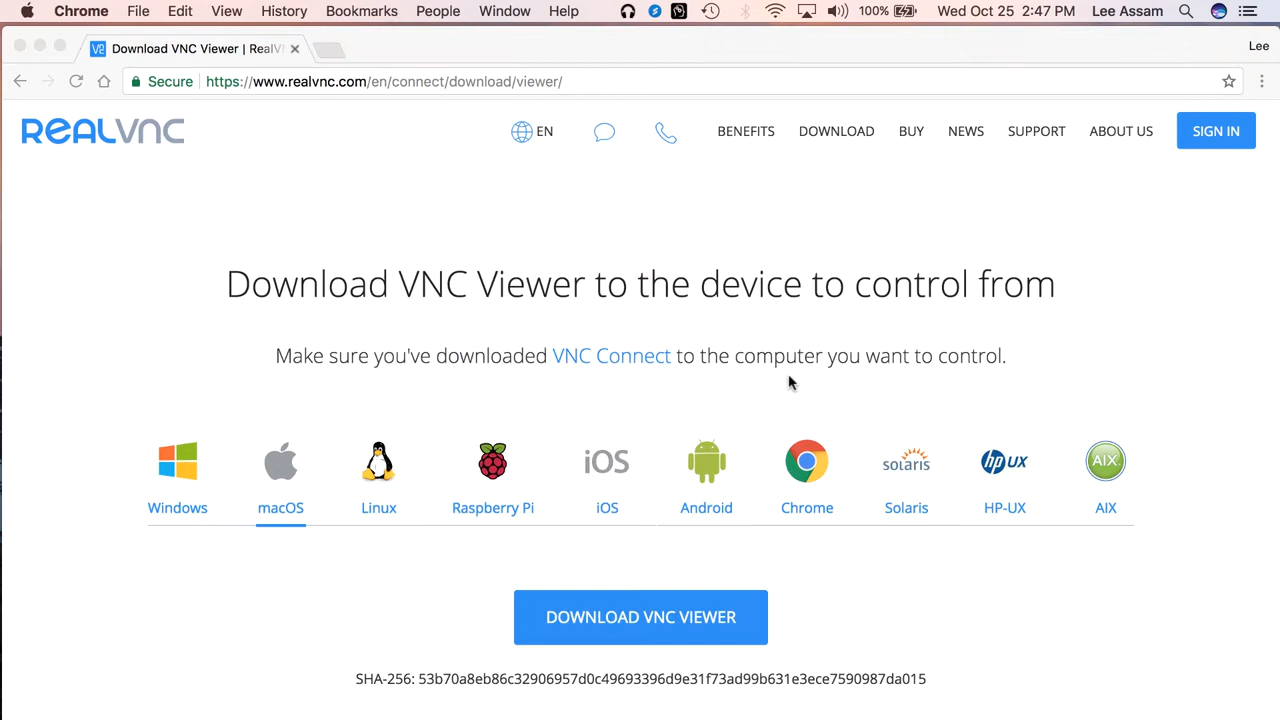 Chrome File Edit View History Bookmarks People Window Help 100% Wed Oct 25 2:47 PM Lee Assam
Download VNC Viewer | RealV
Lee
Secure https://www.realvnc.com/en/connect/download/viewer/
REALVNC EN BENEFITS DOWNLOAD BUY NEWS SUPPORT ABOUT US SIGN IN
Download VNC Viewer to the device to control from
Make sure you've downloaded VNC Connect to the computer you want to control.
iOS solaris hp UX AIX
Windows macOS Linux Raspberry Pi iOS Android Chrome Solaris HP-UX AIX
DOWNLOAD VNC VIEWER
SHA-256: 53b70a8eb86c32906957d0c49693396d9e31f73ad99b631e3ece7590987da015